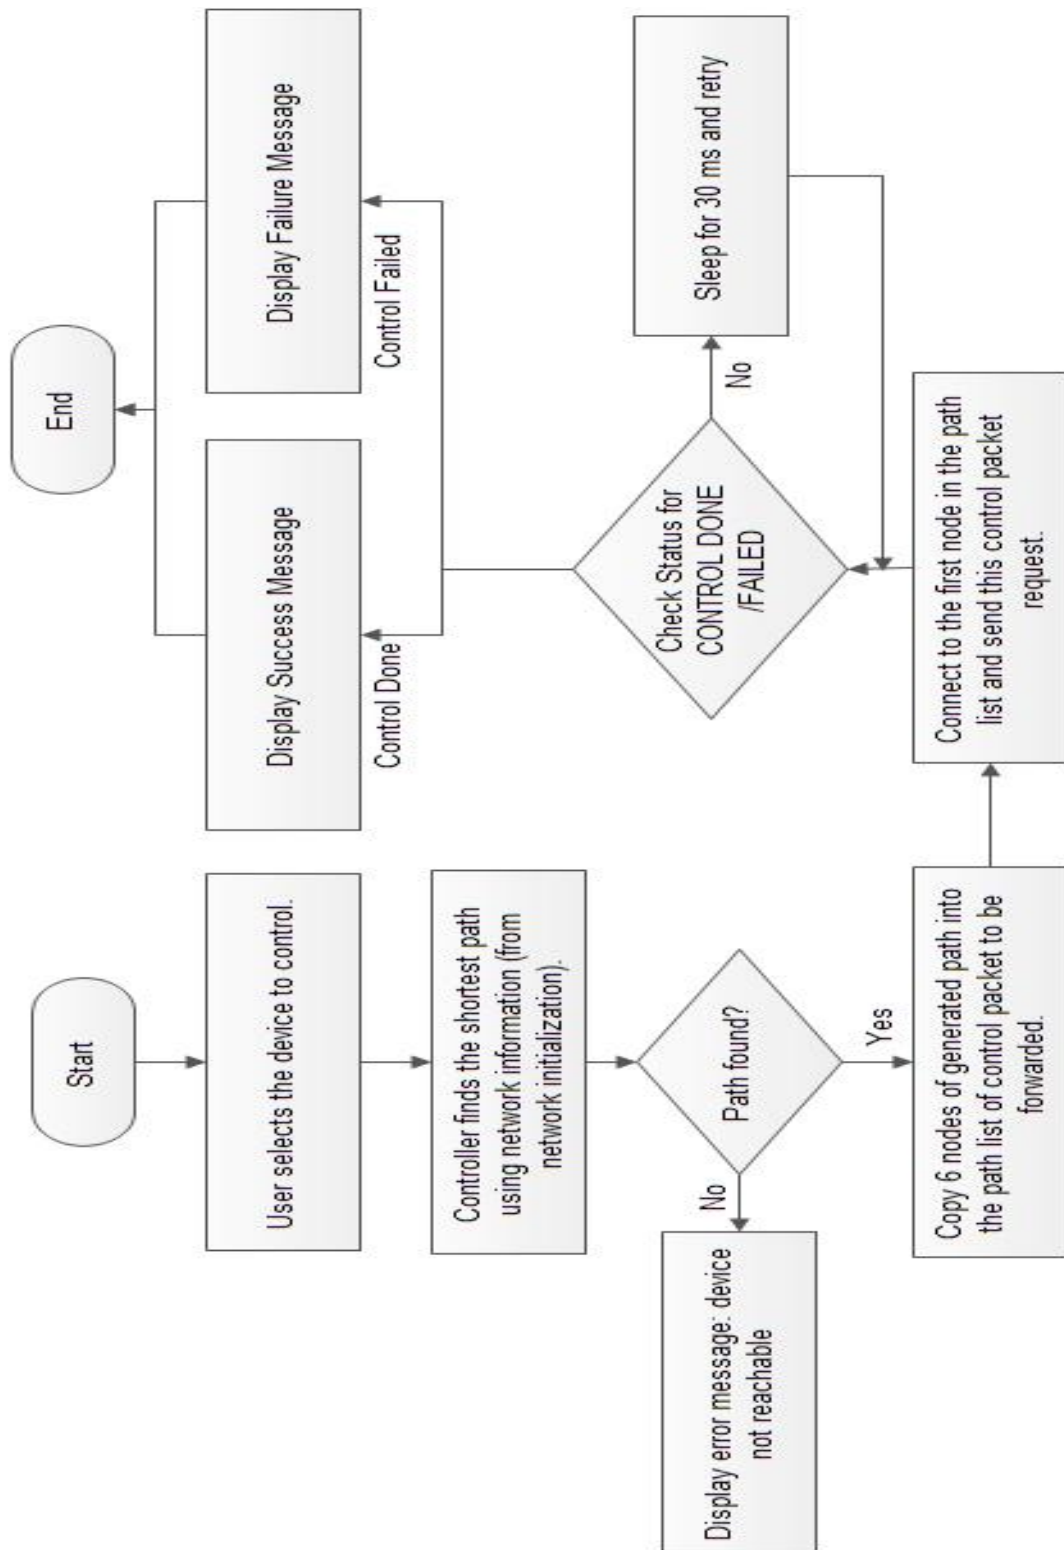 Start
User selects the device to control.
Controller finds the shortest path
using network information (from
network initialization).
Path found?
No
Display error message: device
not reachable
Yes
Copy 6 nodes of generated path into
the path list of control packet to be
forwarded.
Connect to the first node in the path
list and send this control packet
request.
Check Status for
CONTROL DONE
/FAILED
No
Sleep for 30 ms and retry
Control Done
Display Success Message
Control Failed
Display Failure Message
End